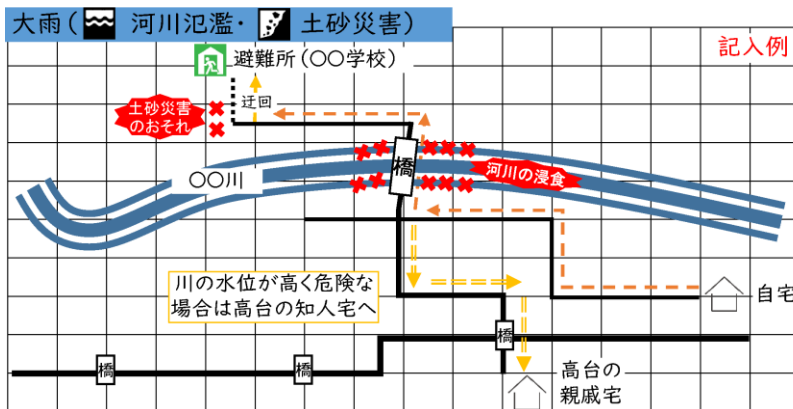 大雨（ 河川氾濫・ 土砂災害）
記入例
避難所（〇〇学校）
迂回
土砂災害
のおそれ
橋
〇〇川
河川の浸食
川の水位が高く危険な
場合は高台の知人宅へ
自宅
橋
橋
橋
高台の
親戚宅